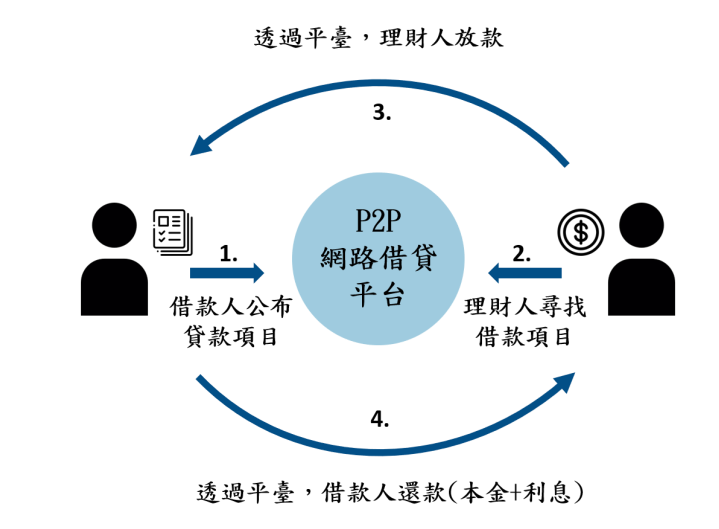 透過平臺，理財人放款
3.
P2P
網路借貸
平台
1.
借款人公布
貸款項目
2.
理財人尋找
借款項目
4.
透過平臺，借款人還款(本金+利息)